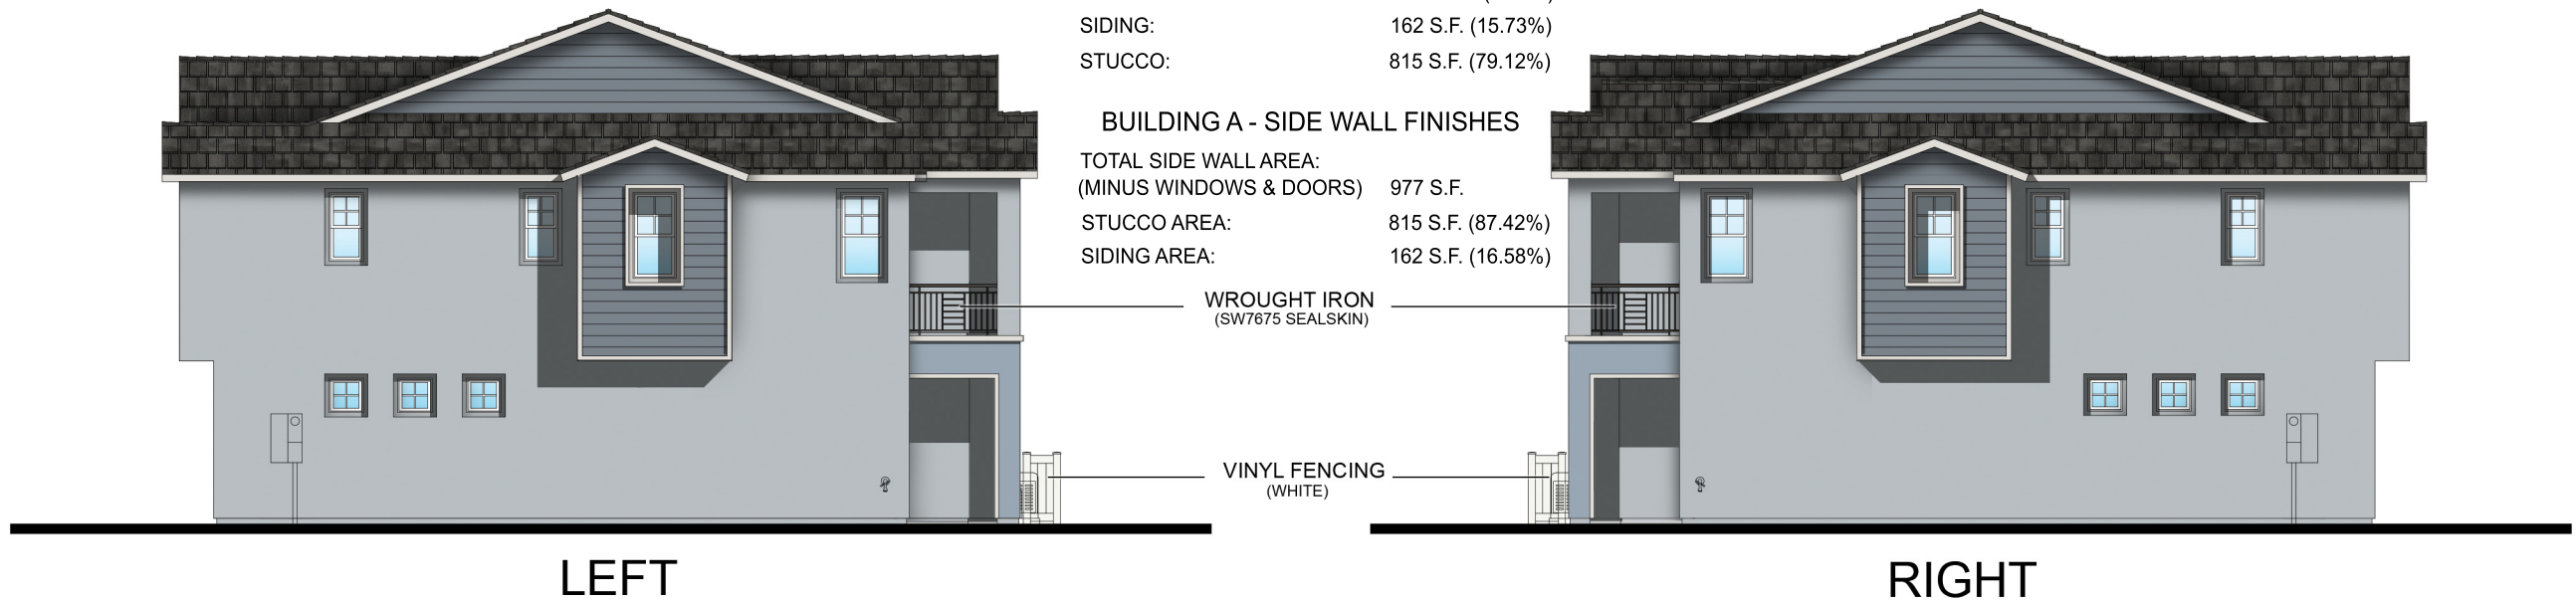 SIDING: 162 S.F. (15.73%)
STUCCO: 815 S.F. (79.12%)
BUILDING A - SIDE WALL FINISHES
TOTAL SIDE WALL AREA:
(MINUS WINDOWS & DOORS) 977 S.F.
STUCCO AREA: 815 S.F. (87.42%)
SIDING AREA: 162 S.F. (16.58%)
WROUGHT IRON
(SW7675 SEALSKIN)
VINYL FENCING
(WHITE)
LEFT RIGHT